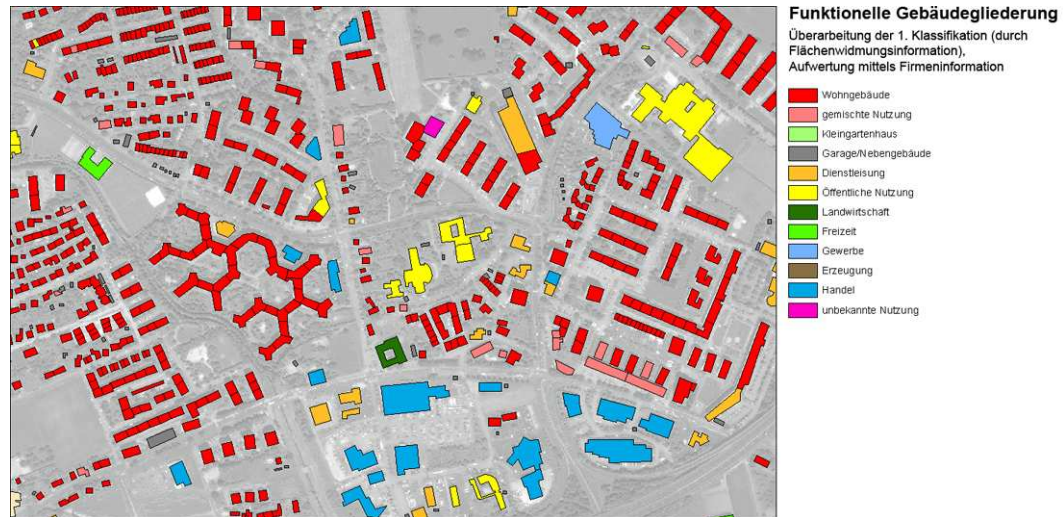 Funktionelle Gebäudegliederung
Überarbeitung der 1. Klassifikation (durch
Flächenwidmungsinformation),
Aufwertung mittels Firmeninformation
Wohngebäude
gemischte Nutzung
Kleingartenhaus
Garage/Nebengebäude
Dienstleisung
Öffentliche Nutzung
Landwirtschaft
Freizeit
Gewerbe
Erzeugung
Handel
unbekannte Nutzung